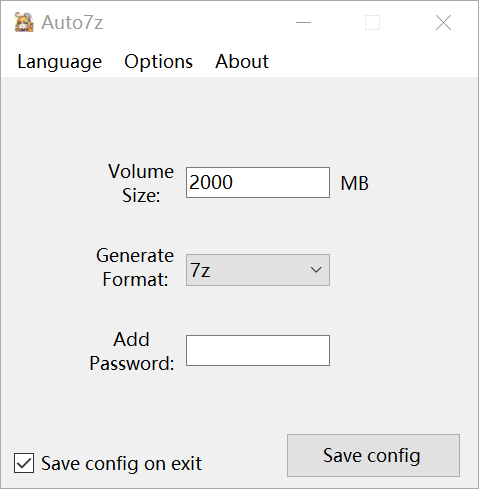 Auto7z
Language Options About
Volume
Size:
2000 MB
Generate
Format:
7z
Add
Password:
Save config on exit
Save config